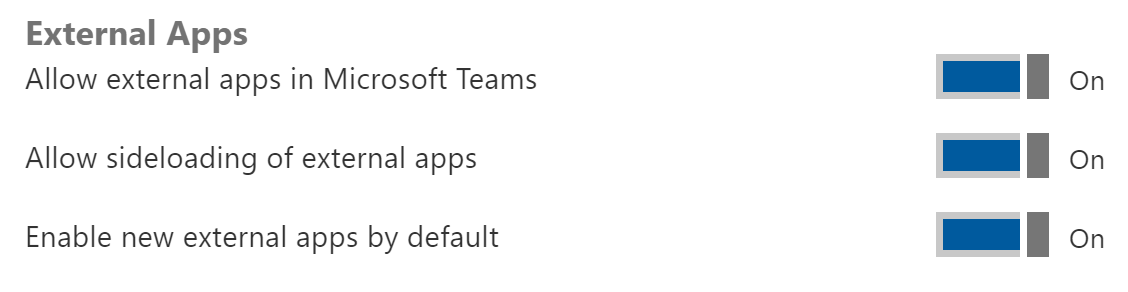 External Apps
Allow external apps in Microsoft Teams On
Allow sideloading of external apps On
Enable new external apps by default On